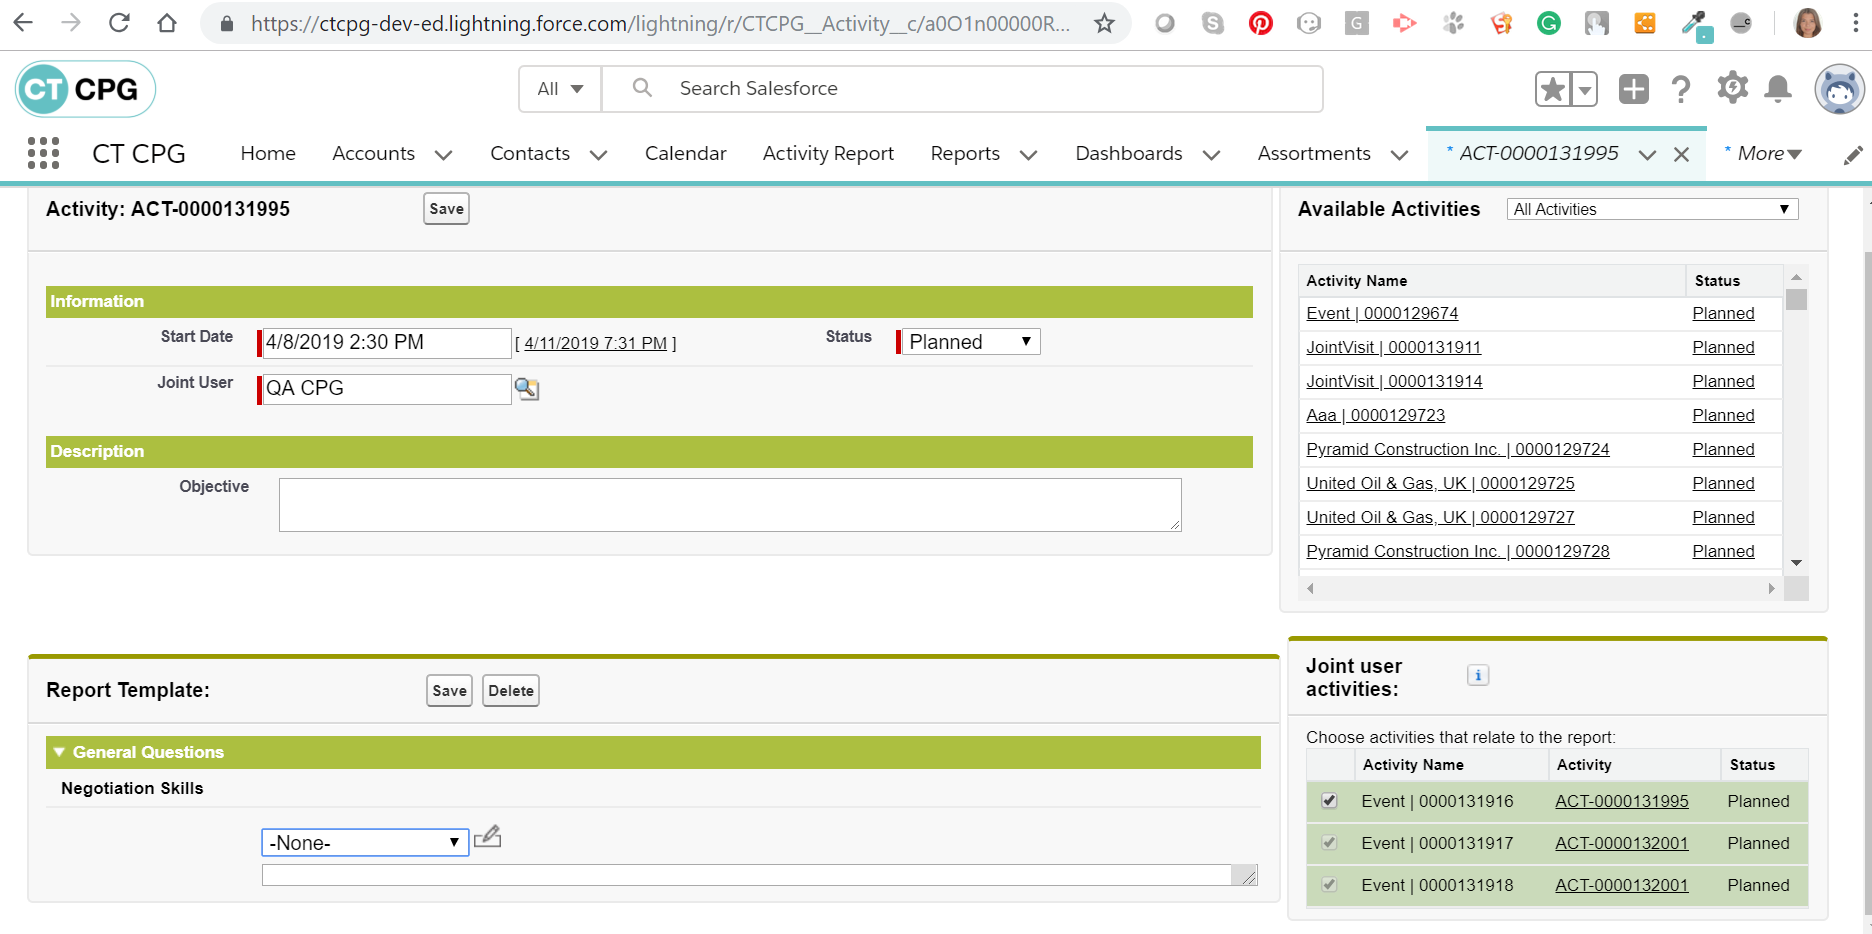 https://ctcpg-dev-ed.lightning.force.com/lightning/r/CTCPG__Activity__c/a0O1n00000R...
CT CPG
All
Search Salesforce
CT CPG
Home
Accounts
Contacts
Calendar
Activity Report
Reports
Dashboards
Assortments
* ACT-0000131995
* More
Activity: ACT-0000131995
Save
Information
Start Date
4/8/2019 2:30 PM
[ 4/11/2019 7:31 PM ]
Status
Planned
Joint User
QA CPG
Description
Objective
Available Activities
All Activities
Activity Name Status
Event | 0000129674 Planned
JointVisit | 0000131911 Planned
JointVisit | 0000131914 Planned
Aaa | 0000129723 Planned
Pyramid Construction Inc. | 0000129724 Planned
United Oil & Gas, UK | 0000129725 Planned
United Oil & Gas, UK | 0000129727 Planned
Pyramid Construction Inc. | 0000129728 Planned
Report Template:
Save
Delete
General Questions
Negotiation Skills
-None-
Joint user
activities:
Choose activities that relate to the report:
Activity Name Activity Status
Event | 0000131916 ACT-0000131995 Planned
Event | 0000131917 ACT-0000132001 Planned
Event | 0000131918 ACT-0000132001 Planned